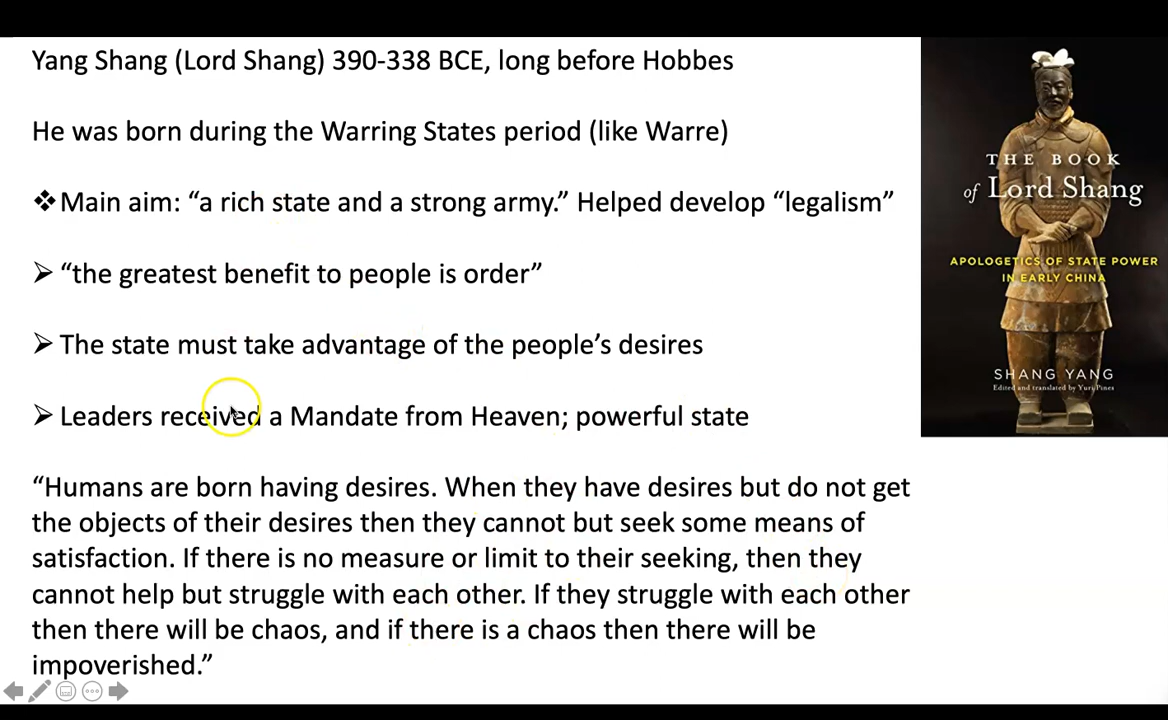 Yang Shang (Lord Shang) 390-338 BCE, long before Hobbes
He was born during the Warring States period (like Warre)
❖Main aim: “a rich state and a strong army.” Helped develop “legalism”
➢ “the greatest benefit to people is order”
➢ The state must take advantage of the people’s desires
➢ Leaders received a Mandate from Heaven; powerful state
“Humans are born having desires. When they have desires but do not get
the objects of their desires then they cannot but seek some means of
satisfaction. If there is no measure or limit to their seeking, then they
cannot help but struggle with each other. If they struggle with each other
then there will be chaos, and if there is a chaos then there will be
impoverished.”
THE BOOK
of Lord Shang
APOLOGETICS OF STATE POWER
IN EARLY CHINA
SHANG YANG
Edited and translated by Yuri Pines